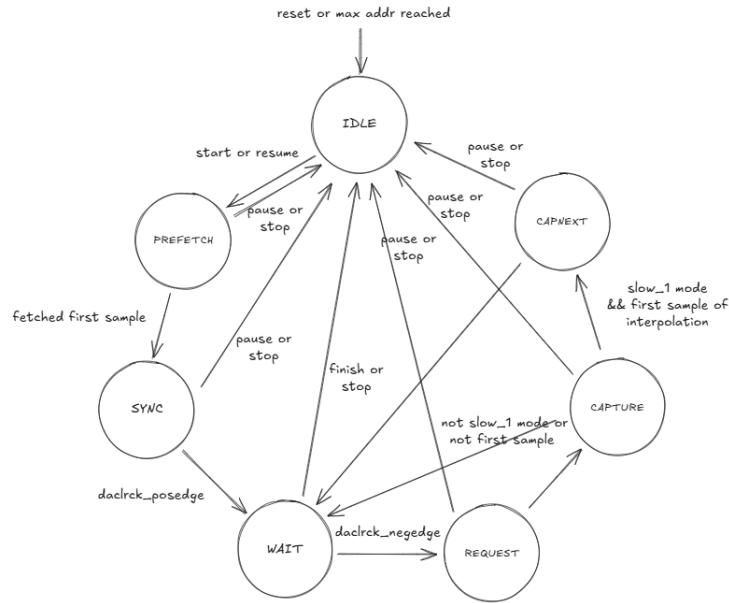 reset or max addr reached
IDLE
start or resume
pause or
stop
PREFETCH
pause or
stop
pause or
stop
pause or
stop
CAPNEXT
fetched first sample
slow_1 mode
&& first sample of
interpolation
pause or
stop
SYNC
finish or
stop
CAPTURE
not slow_1 mode or
not first sample
daclrck_posedge
WAIT
daclrck_negedge
REQUEST